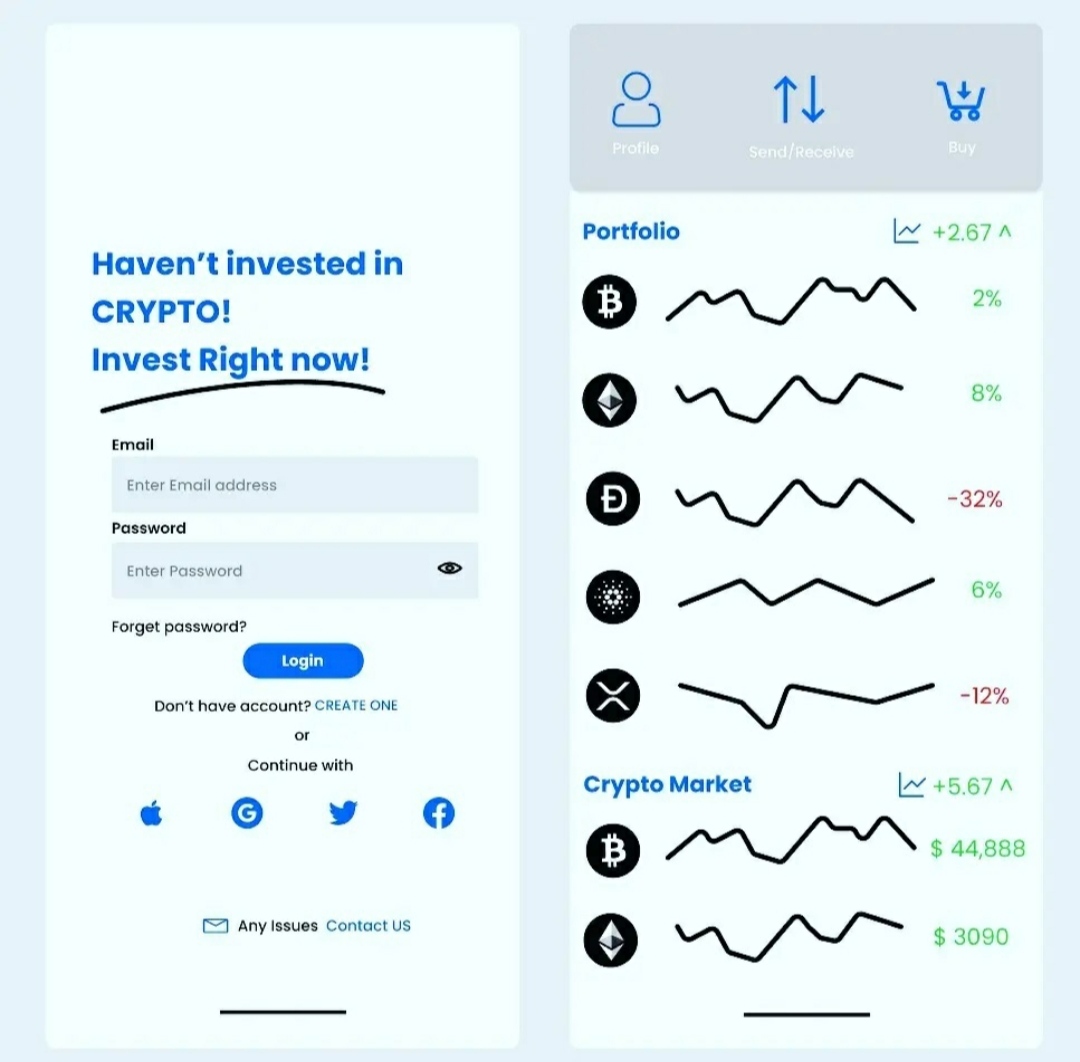 Haven't invested in
CRYPTO!
Invest Right now!
Email
Enter Email address
Password
Enter Password
Forget password?
Login
Don't have account? CREATE ONE
or
Continue with
Any Issues Contact US
Profile
Send/Receive
Buy
Portfolio +2.67 ^
2%
8%
-32%
6%
-12%
Crypto Market +5.67 ^
$ 44,888
$ 3090